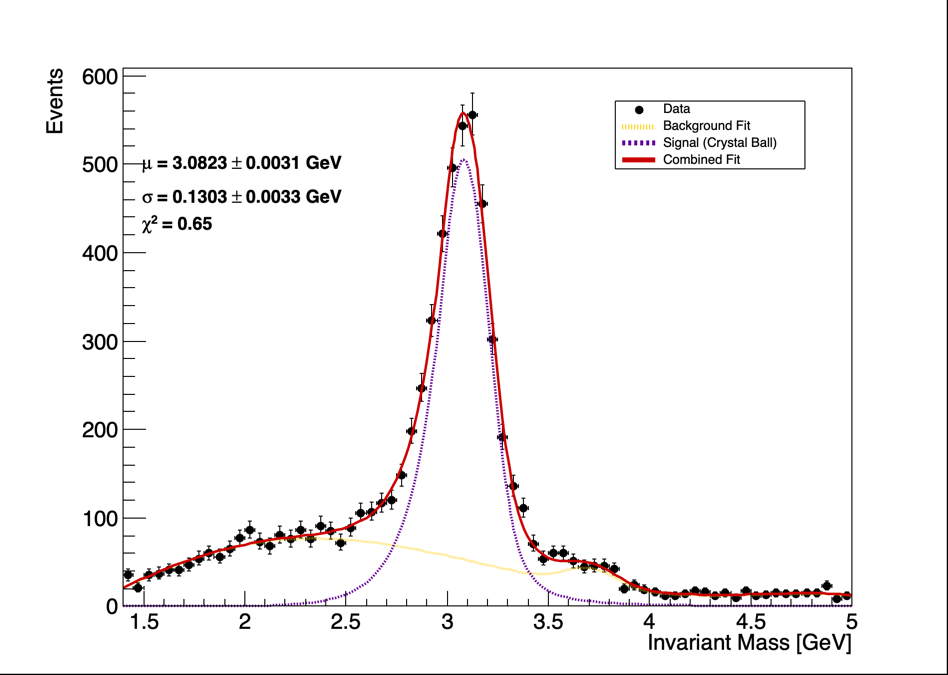 Events
600
500
400
300
200
100
0
μ = 3.0823 ± 0.0031 GeV
σ = 0.1303 ± 0.0033 GeV
χ² = 0.65
Data
Background Fit
Signal (Crystal Ball)
Combined Fit
1.5 2 2.5 3 3.5 4 4.5 5
Invariant Mass [GeV]